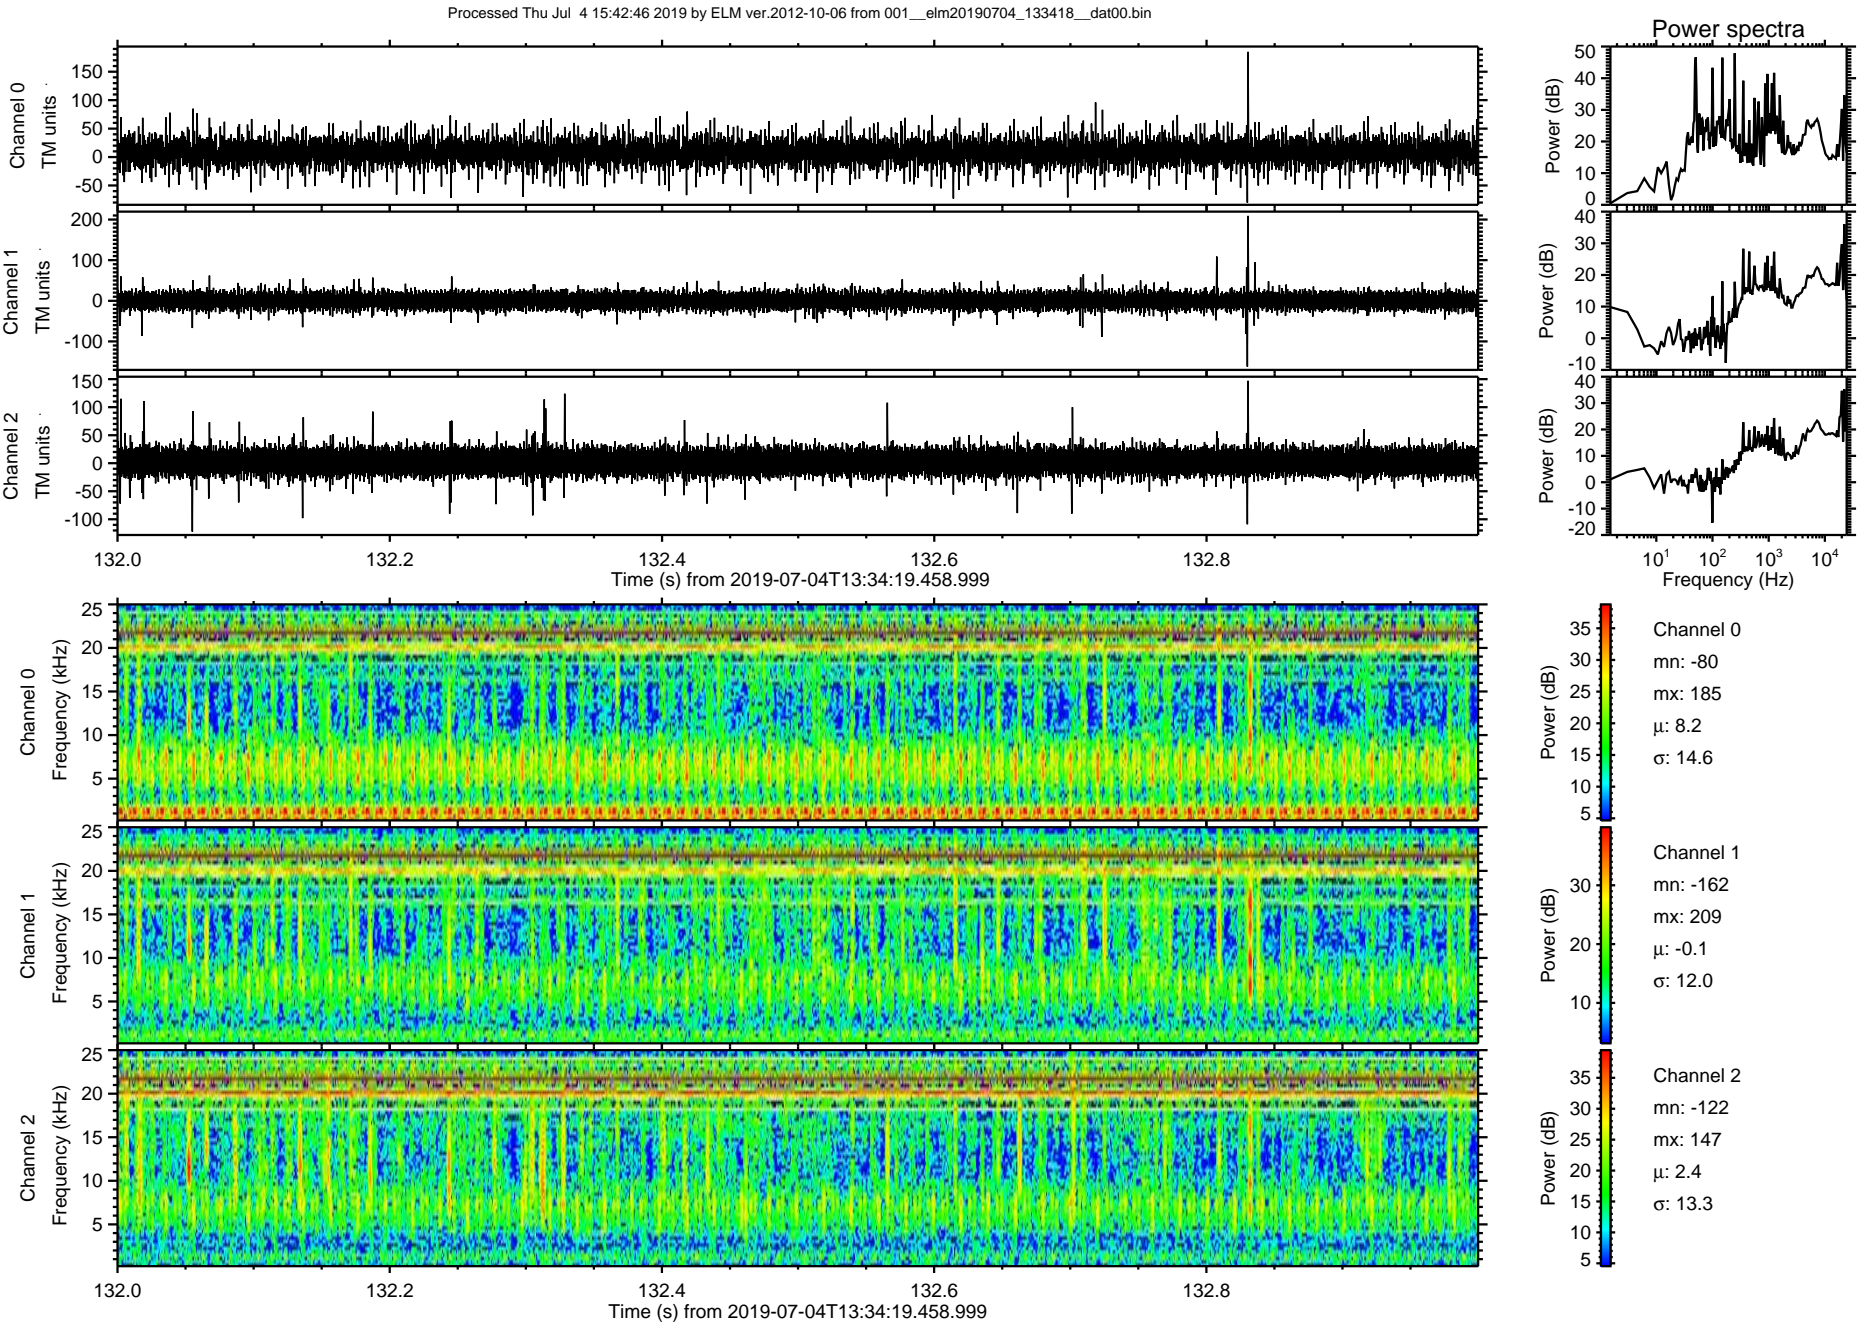 Processed Thu Jul  4 15:42:46 2019 by ELM ver.2012-10-06 from 001__elm20190704_133418__dat00.bin
Power spectra
Channel 0
TM units
150
100
50
0
-50
Power (dB)
50
40
30
20
10
0
Channel 1
TM units
200
100
0
-100
Power (dB)
40
30
20
10
0
-10
Channel 2
TM units
150
100
50
0
-50
-100
Power (dB)
40
30
20
10
0
-10
-20
132.0 132.2 132.4 132.6 132.8
Time (s) from 2019-07-04T13:34:19.458.999
10^1 10^2 10^3 10^4
Frequency (Hz)
Channel 0
Frequency (kHz)
25
20
15
10
5
Power (dB)
35
30
25
20
15
10
5
Channel 0
mn: -80
mx: 185
μ: 8.2
σ: 14.6
Channel 1
Frequency (kHz)
25
20
15
10
5
Power (dB)
30
20
10
Channel 1
mn: -162
mx: 209
μ: -0.1
σ: 12.0
Channel 2
Frequency (kHz)
25
20
15
10
5
Power (dB)
35
30
25
20
15
10
5
Channel 2
mn: -122
mx: 147
μ: 2.4
σ: 13.3
132.0 132.2 132.4 132.6 132.8
Time (s) from 2019-07-04T13:34:19.458.999